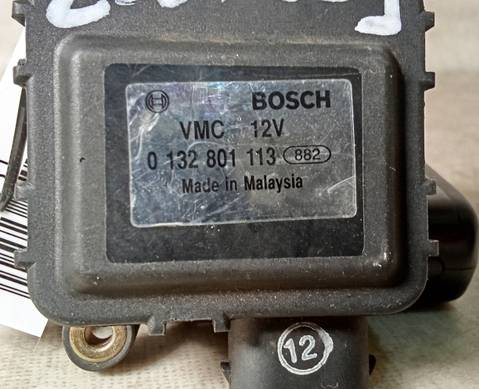 BOSCH
VMC 12V
0 132 801 113 882
Made in Malaysia
12